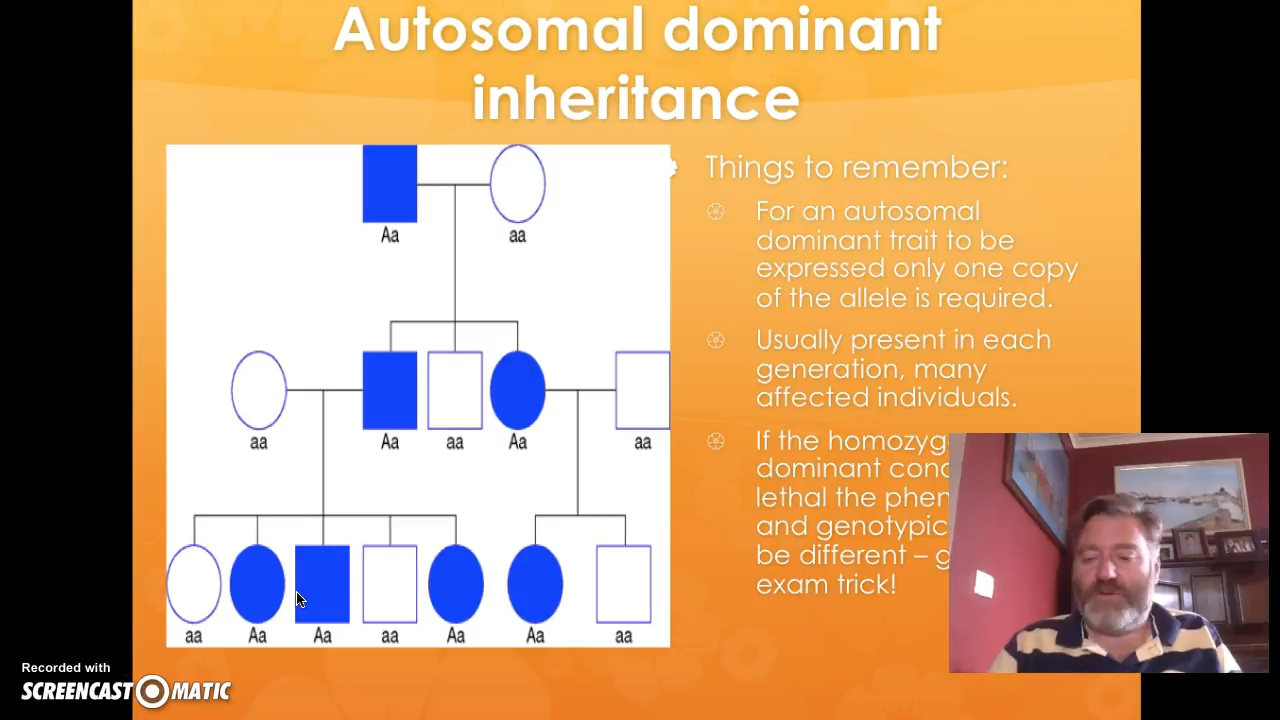 Autosomal dominant
inheritance
Aa
aa
aa
Aa
aa
Aa
aa
aa
Aa
Aa
aa
Aa
Aa
aa
Things to remember:
For an autosomal
dominant trait to be
expressed only one copy
of the allele is required.
Usually present in each
generation, many
affected individuals.
If the
dominant
lethal the
and genotypic
be different –
exam trick!
Recorded with
SCREENCAST MATIC